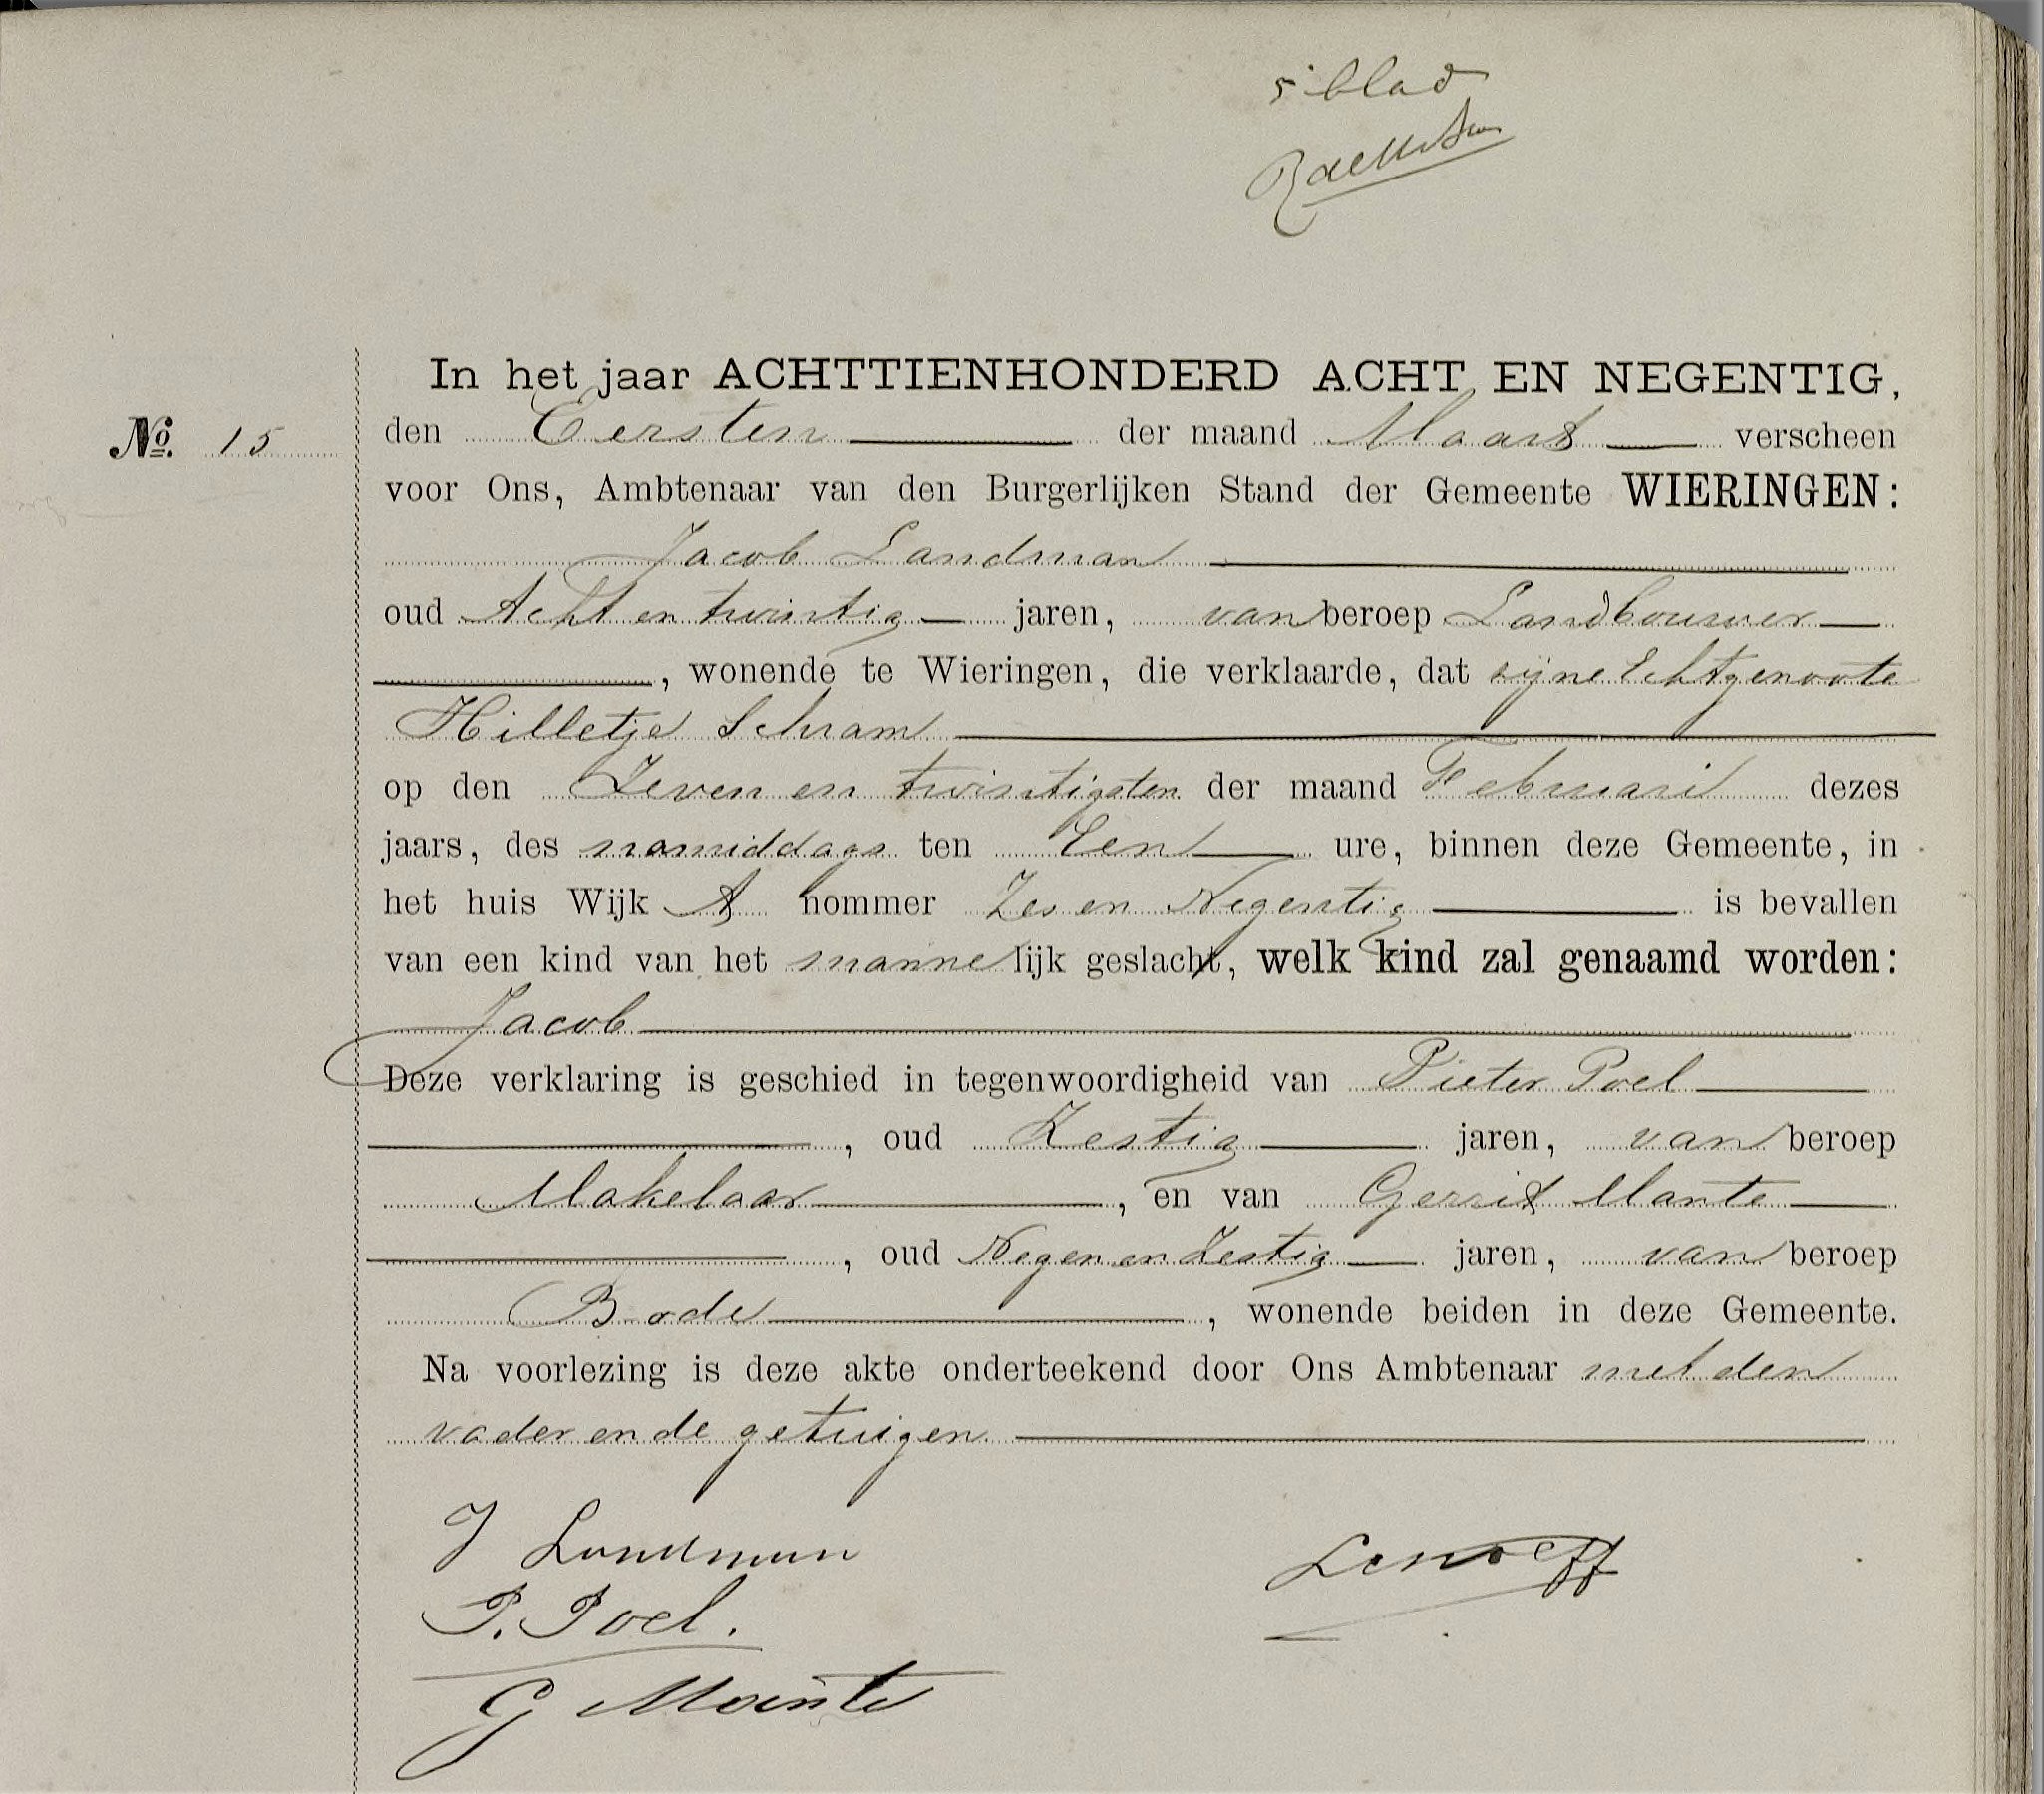 5e blad
In het jaar ACHTTIENHONDERD ACHT EN NEGENTIG,
No. 15 den Eersten der maand Maart verscheen
voor Ons, Ambtenaar van den Burgerlijken Stand der Gemeente WIERINGEN:
Jacob Landman
oud Acht en twintig jaren, van beroep Landbouwer
, wonende te Wieringen, die verklaarde, dat zijne Echtgenoote
Hilletje Schram
op den Zeven en twintigsten der maand Februari dezes
jaars, des namiddags ten Een ure, binnen deze Gemeente, in
het huis Wijk A nommer Zes en Negentig is bevallen
van een kind van het mannelijk geslacht, welk kind zal genaamd worden:
Jacob
Deze verklaring is geschied in tegenwoordigheid van Pieter Poel
, oud Zestig jaren, van beroep
Makelaar, en van Gerrit Mante
, oud Negen en Zestig jaren, van beroep
Bode, wonende beiden in deze Gemeente.
Na voorlezing is deze akte onderteekend door Ons Ambtenaar met den
vader en de getuigen.
J Landman
P. Poel.
G Mante